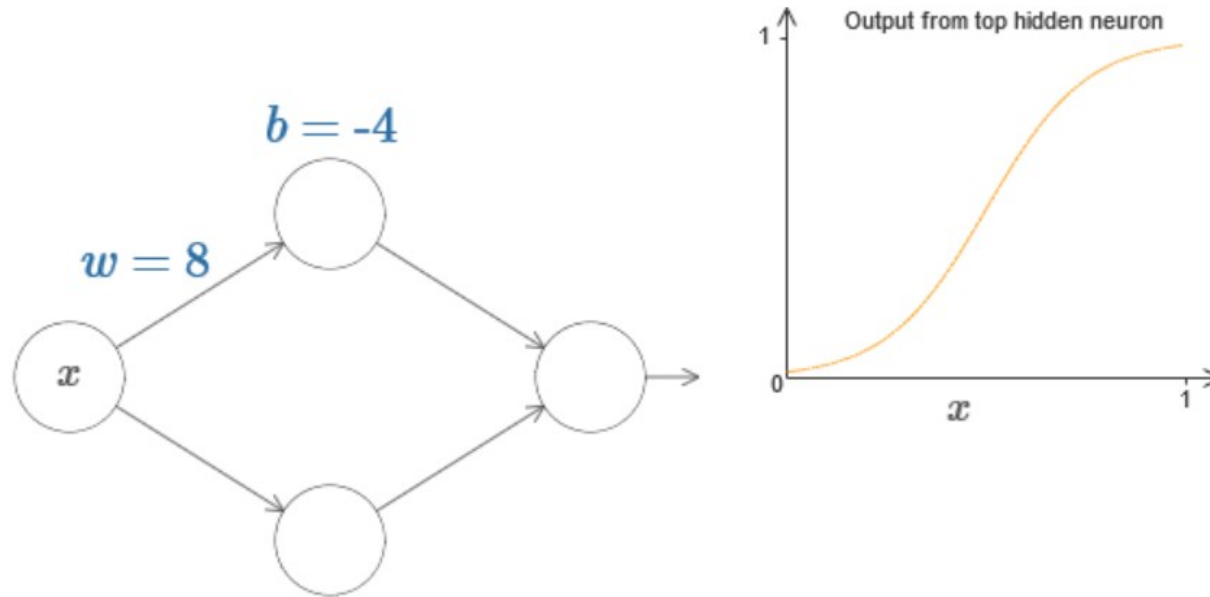 b = -4
w = 8
x
Output from top hidden neuron
1
0
x
1